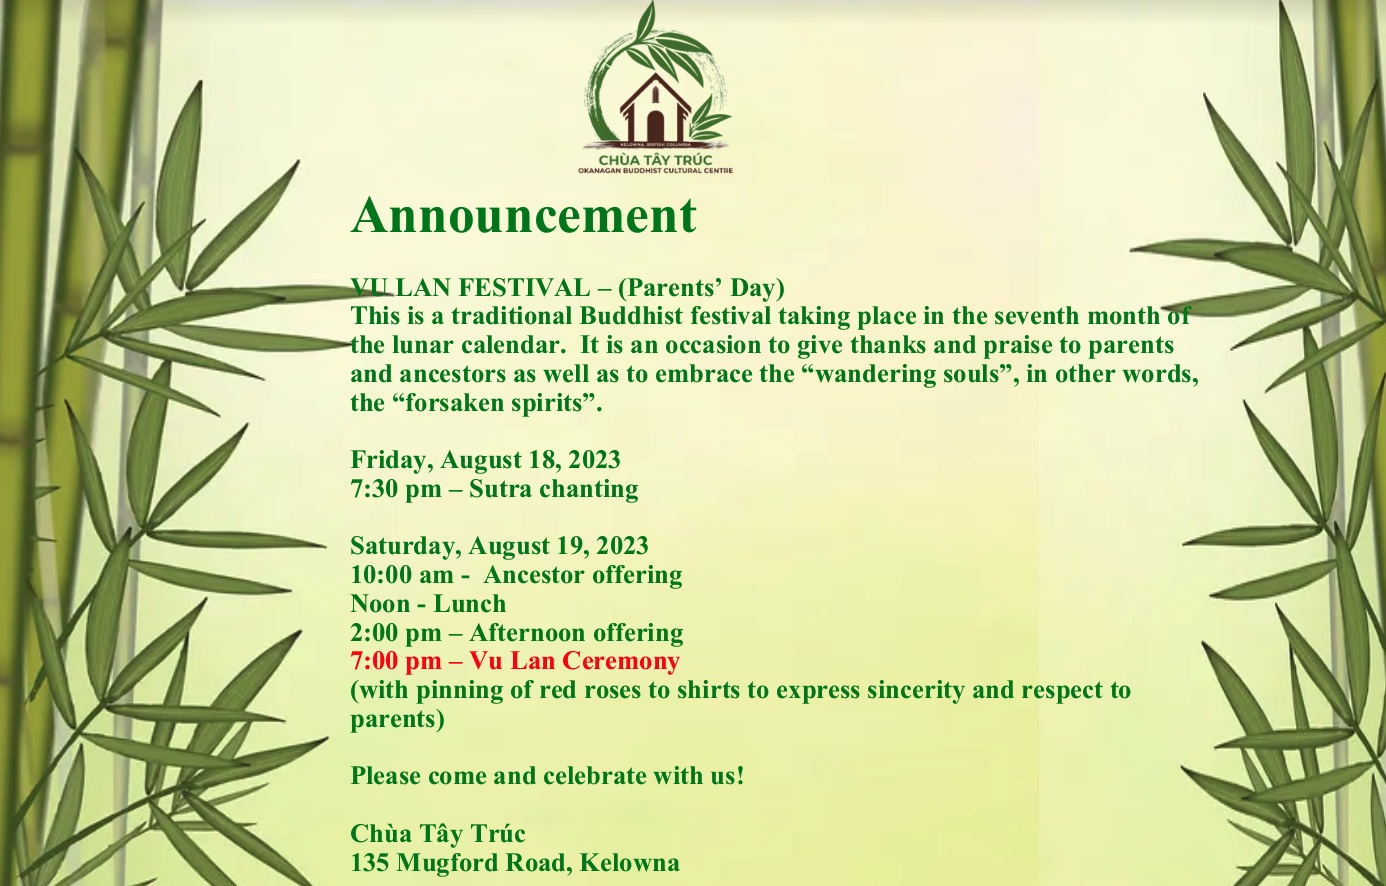 KELOWNA, BRITISH COLUMBIA
CHÙA TÂY TRÚC
OKANAGAN BUDDHIST CULTURAL CENTRE
Announcement
VU LAN FESTIVAL – (Parents’ Day)
This is a traditional Buddhist festival taking place in the seventh month of
the lunar calendar.  It is an occasion to give thanks and praise to parents
and ancestors as well as to embrace the “wandering souls”, in other words,
the “forsaken spirits”.
Friday, August 18, 2023
7:30 pm – Sutra chanting
Saturday, August 19, 2023
10:00 am -  Ancestor offering
Noon - Lunch
2:00 pm – Afternoon offering
7:00 pm – Vu Lan Ceremony
(with pinning of red roses to shirts to express sincerity and respect to
parents)
Please come and celebrate with us!
Chùa Tây Trúc
135 Mugford Road, Kelowna